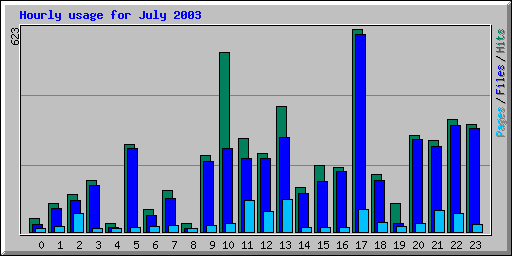 Hourly usage for July 2003
623
Pages / Files / Hits
0 1 2 3 4 5 6 7 8 9 10 11 12 13 14 15 16 17 18 19 20 21 22 23